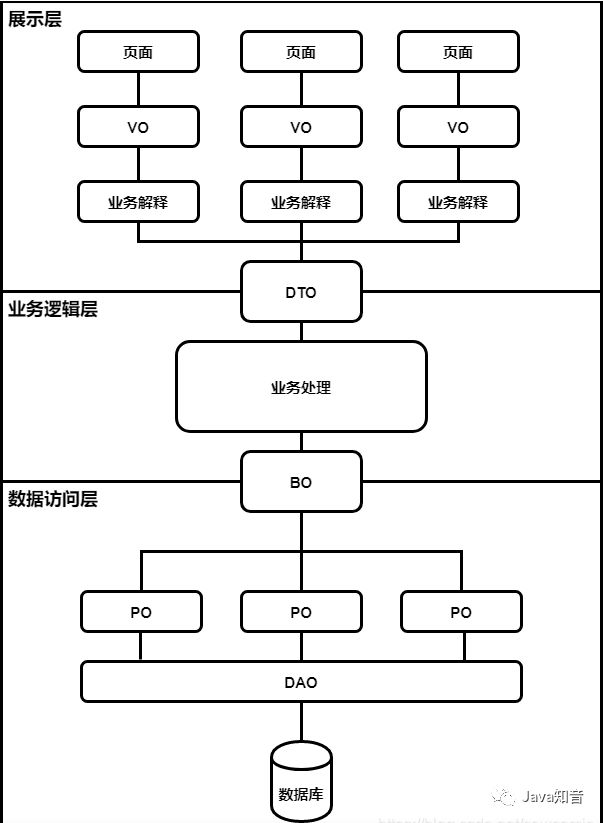 展示层
页面 页面 页面
VO VO VO
业务解释 业务解释 业务解释
DTO
业务逻辑层
业务处理
BO
数据访问层
PO PO PO
DAO
数据库
Java知音